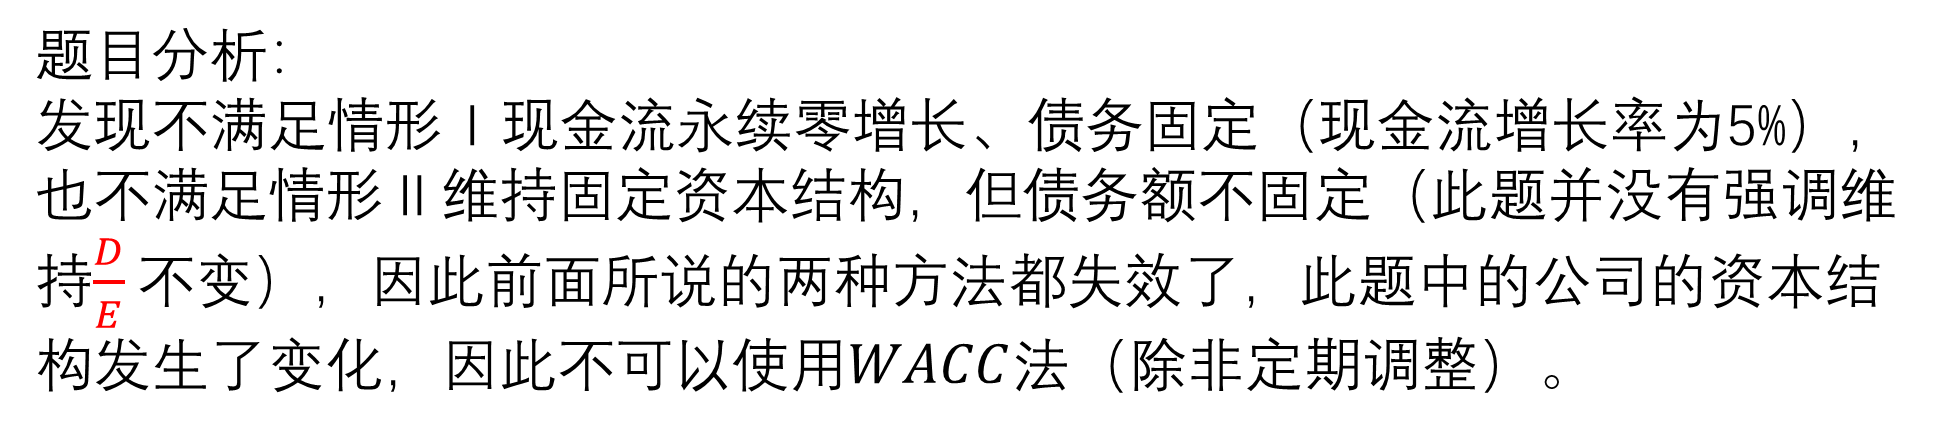 题目分析：
发现不满足情形Ⅰ现金流永续零增长、债务固定（现金流增长率为5%），
也不满足情形Ⅱ维持固定资本结构，但债务额不固定（此题并没有强调维
持D/E不变），因此前面所说的两种方法都失效了，此题中的公司的资本结
构发生了变化，因此不可以使用WACC法（除非定期调整）。